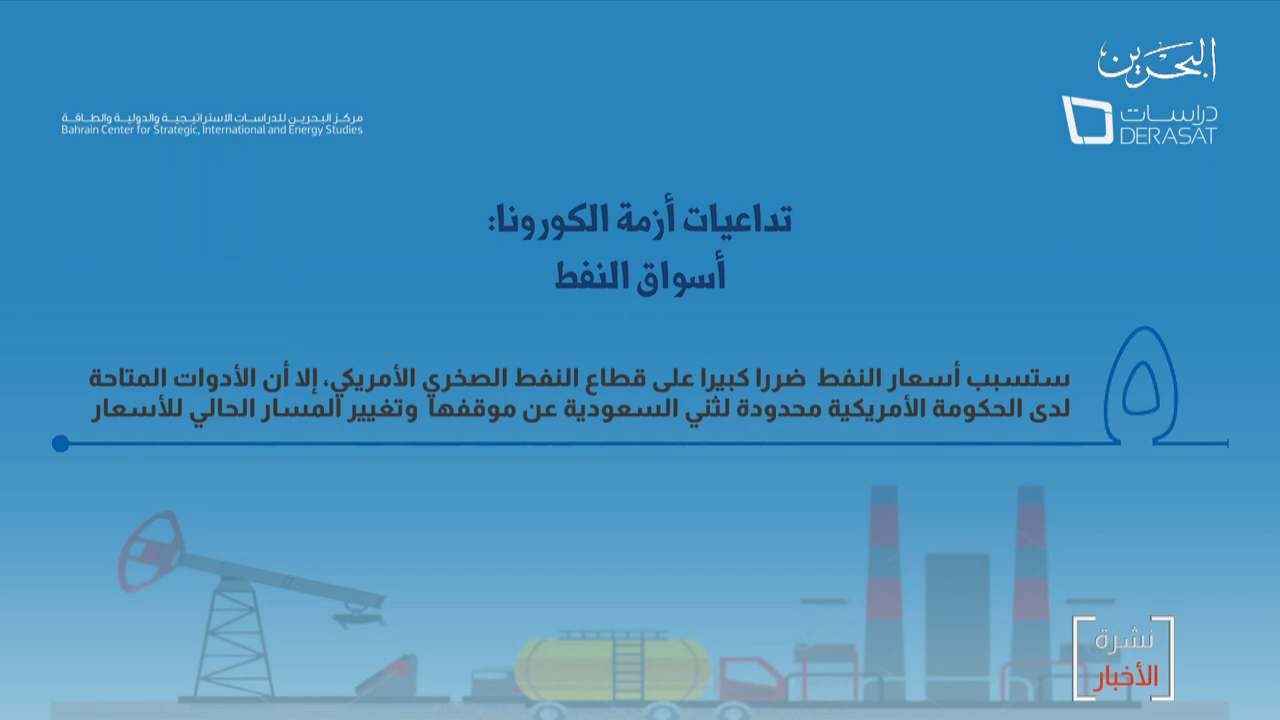 البحرين
دراسات
DERASAT
مركز البحرين للدراسات الاستراتيجية والدولية والطاقة
Bahrain Center for Strategic, International and Energy Studies
تداعيات أزمة الكورونا:
أسواق النفط
٥
ستسبب أسعار النفط ضررا كبيرا على قطاع النفط الصخري الأمريكي، إلا أن الأدوات المتاحة
لدى الحكومة الأمريكية محدودة لثني السعودية عن موقفها وتغيير المسار الحالي للأسعار
نشرة
الأخبار